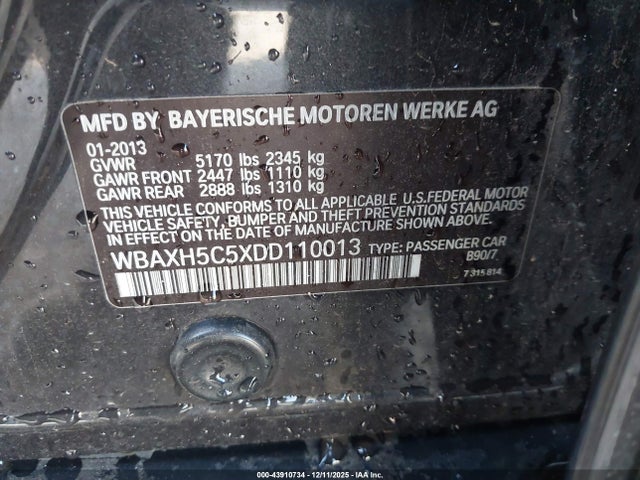 MFD BY BAYERISCHE MOTOREN WERKE AG
01-2013
GVWR 5170 lbs 2345 kg
GAWR FRONT 2447 lbs 1110 kg
GAWR REAR 2888 lbs 1310 kg
THIS VEHICLE CONFORMS TO ALL APPLICABLE U.S.FEDERAL MOTOR
VEHICLE SAFETY, BUMPER AND THEFT PREVENTION STANDARDS
IN EFFECT ON THE DATE OF MANUFACTURE SHOWN ABOVE.
WBAXH5C5XDD110013 TYPE: PASSENGER CAR
B90/7
7 315 814
000-43910734 - 12/11/2025 - IAA, Inc.